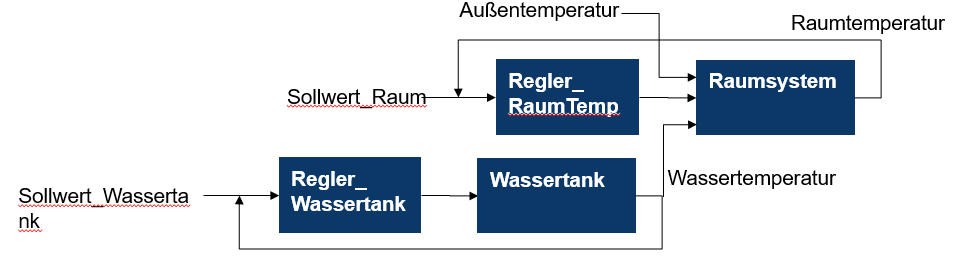 Außentemperatur
Raumtemperatur
Regler_
RaumTemp
Raumsystem
Sollwert_Raum
Regler_
Wassertank
Wassertank
Wassertemperatur
Sollwert_Wasserta
nk